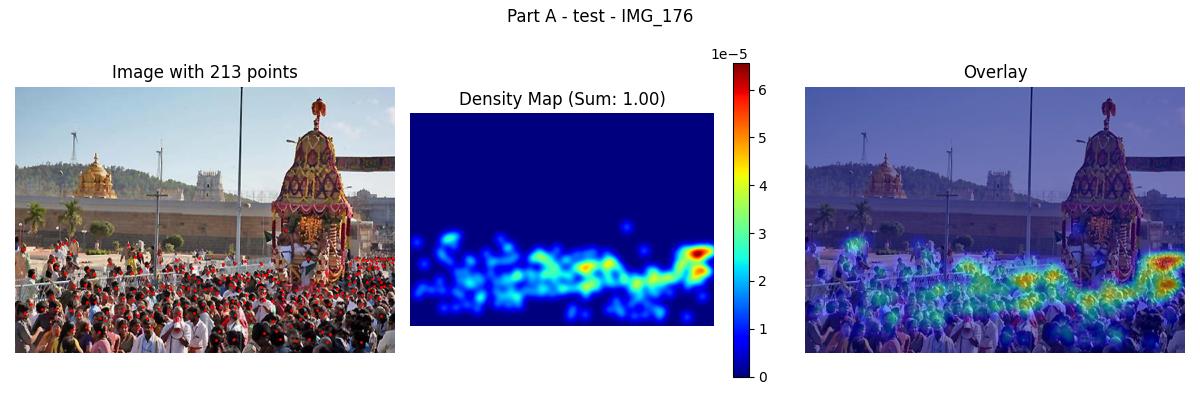 Part A - test - IMG_176
Image with 213 points
Density Map (Sum: 1.00)
1e−5
6
5
4
3
2
1
0
Overlay